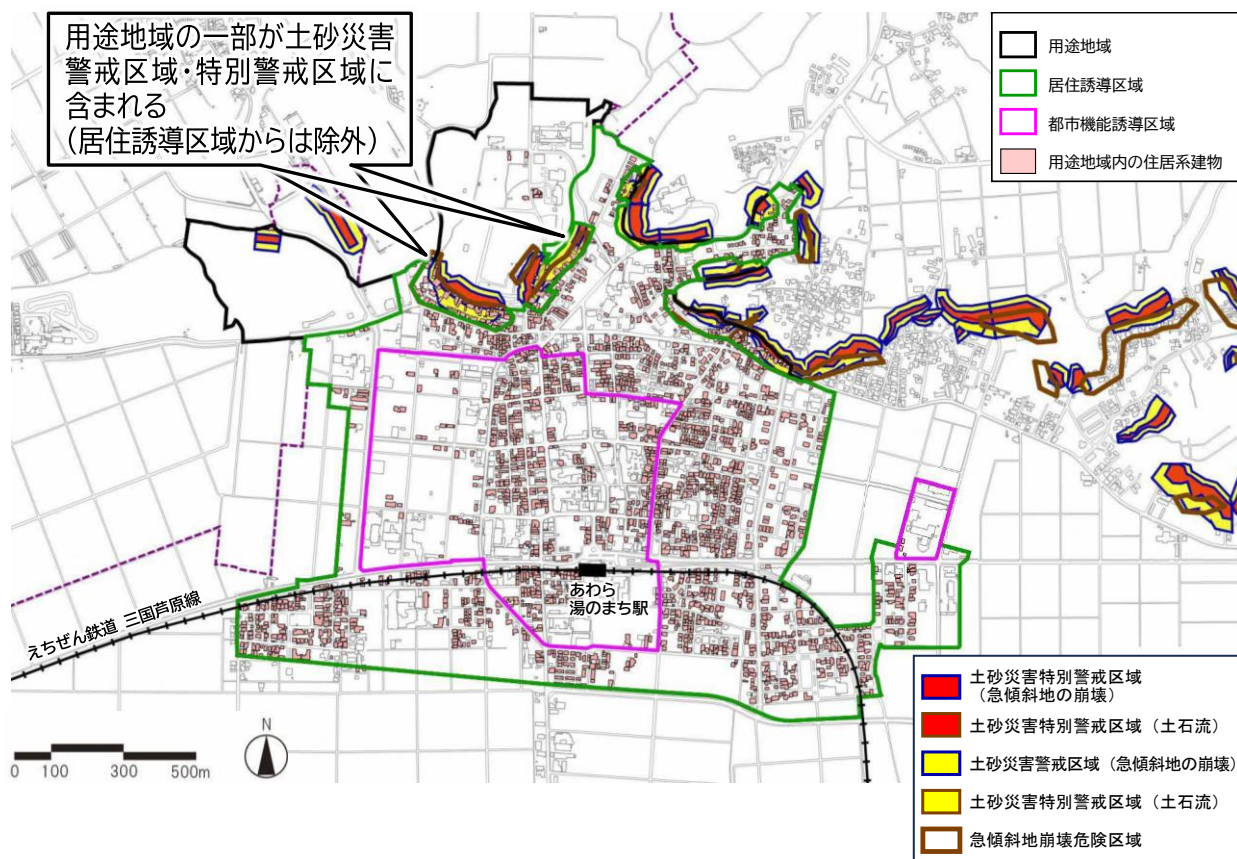 用途地域の一部が土砂災害
警戒区域・特別警戒区域に
含まれる
(居住誘導区域からは除外)
用途地域
居住誘導区域
都市機能誘導区域
用途地域内の住居系建物
えちぜん鉄道 三国芦原線
あわら
湯のまち駅
N
0 100 300 500m
土砂災害特別警戒区域
(急傾斜地の崩壊)
土砂災害特別警戒区域(土石流)
土砂災害警戒区域(急傾斜地の崩壊)
土砂災害特別警戒区域(土石流)
急傾斜地崩壊危険区域